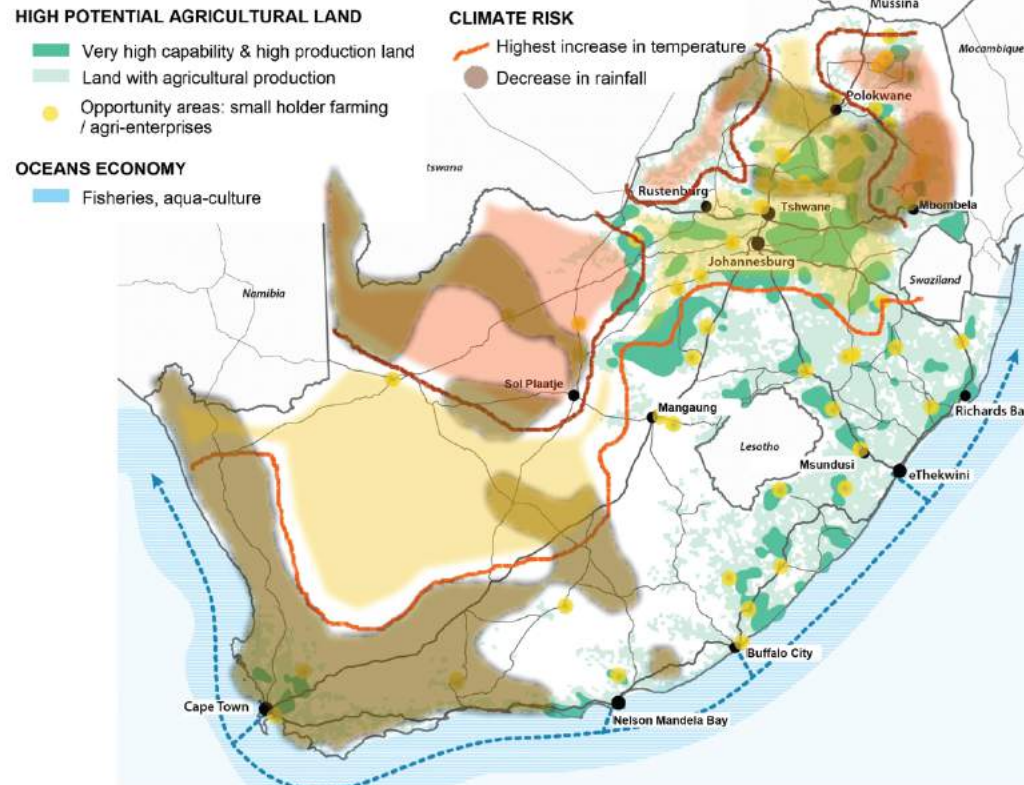 HIGH POTENTIAL AGRICULTURAL LAND
Very high capability & high production land
Land with agricultural production
Opportunity areas: small holder farming
/ agri-enterprises
OCEANS ECONOMY
Fisheries, aqua-culture
CLIMATE RISK
Highest increase in temperature
Decrease in rainfall
Mussina
Mocambique
Polokwane
tswana
Rustenburg
Tshwane
Mbombela
Johannesburg
Swaziland
Namibia
Sol Plaatje
Mangaung
Richards Ba
Lesotho
Msundusi
eThekwini
Buffalo City
Cape Town
Nelson Mandela Bay